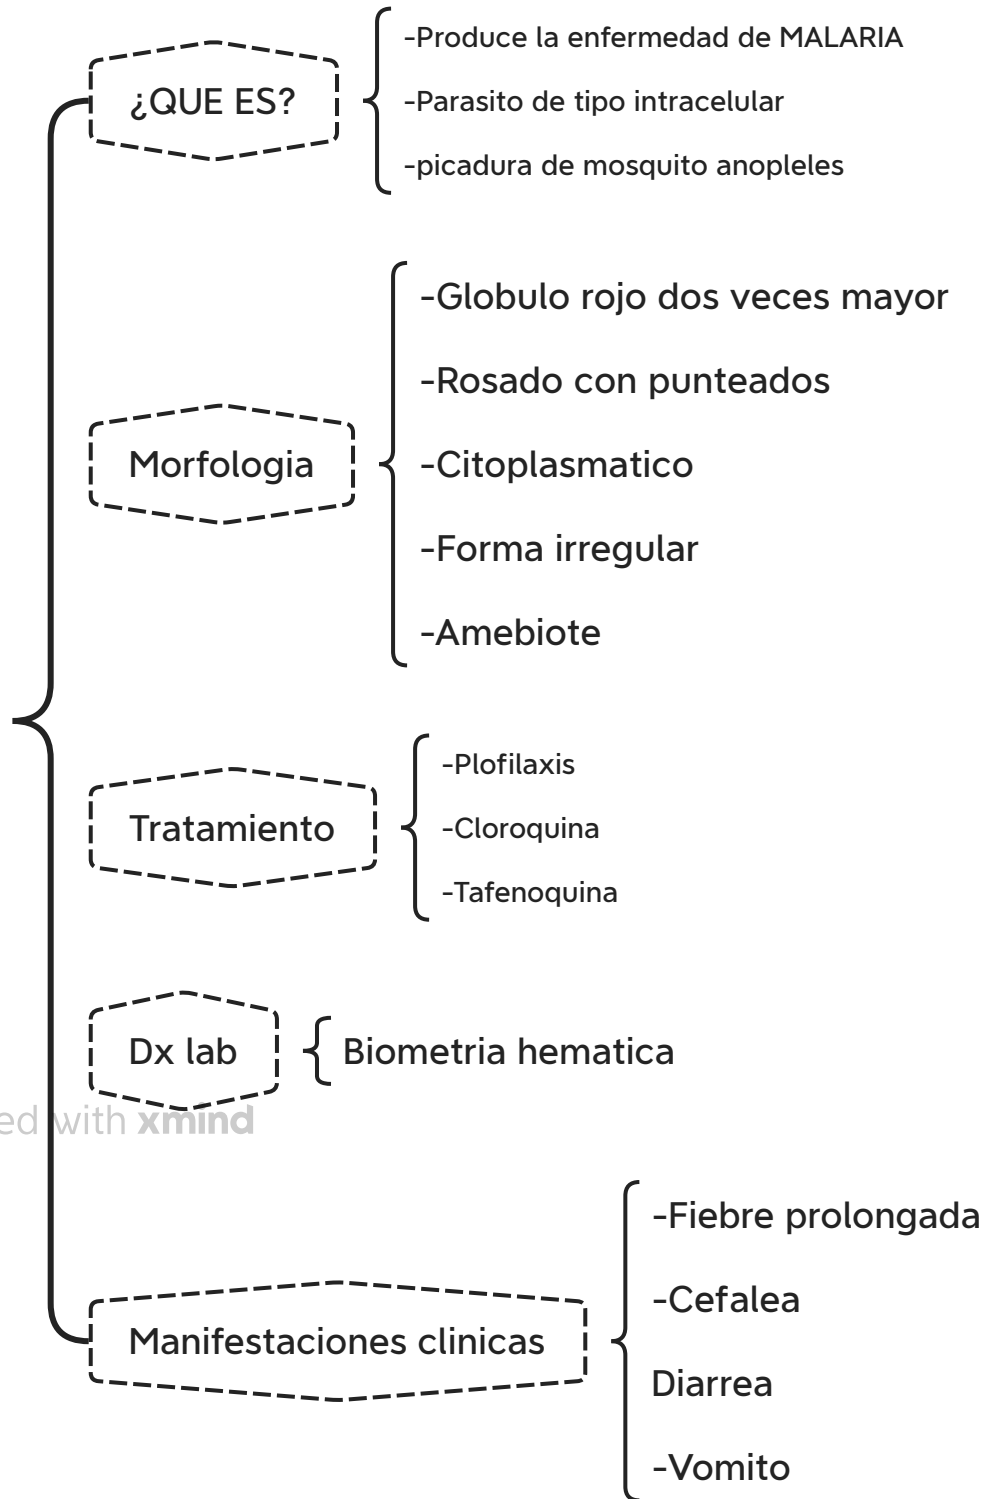 ¿QUE ES?
-Produce la enfermedad de MALARIA
-Parasito de tipo intracelular
-picadura de mosquito anopleles
Morfologia
-Globulo rojo dos veces mayor
-Rosado con punteados
-Citoplasmatico
-Forma irregular
-Amebiote
Tratamiento
-Plofilaxis
-Cloroquina
-Tafenoquina
Dx lab
Biometria hematica
ed with xmind
Manifestaciones clinicas
-Fiebre prolongada
-Cefalea
Diarrea
-Vomito